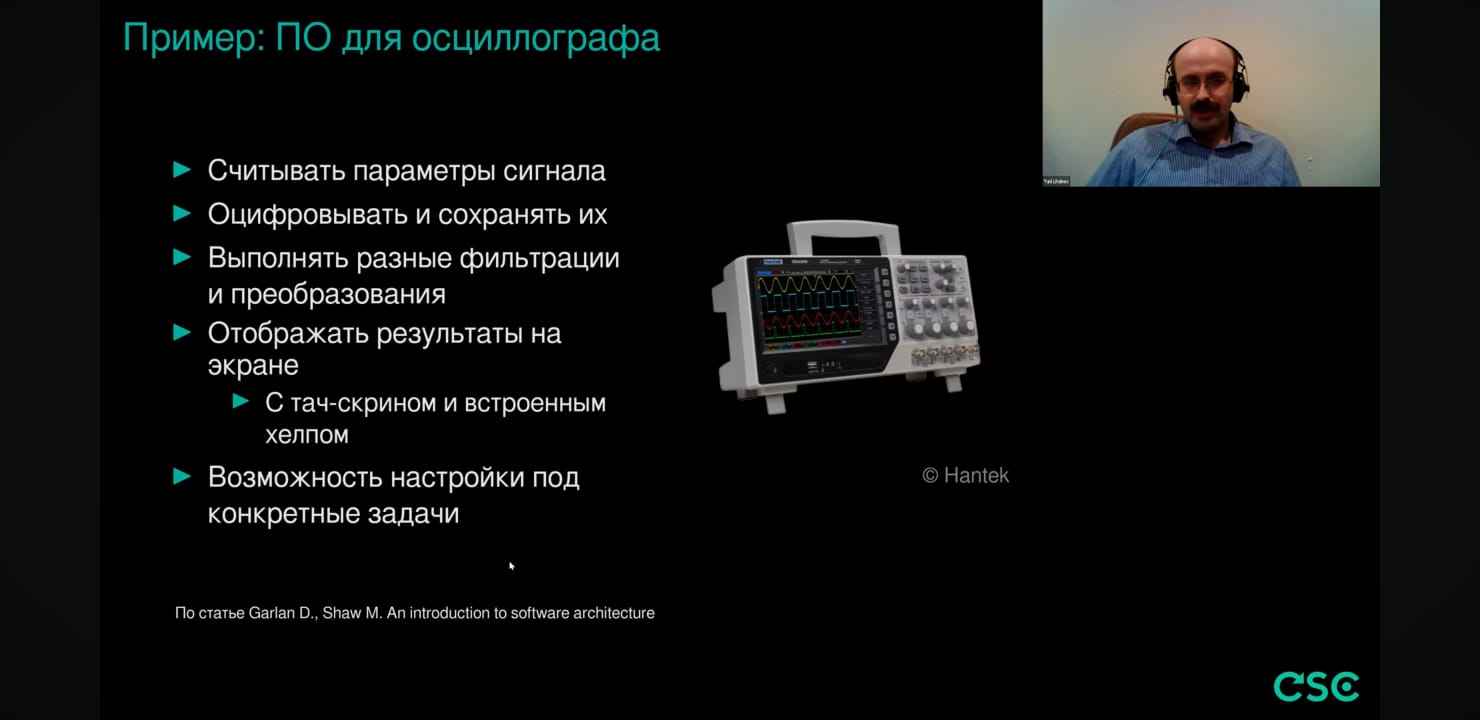 Пример: ПО для осциллографа
Считывать параметры сигнала
Оцифровывать и сохранять их
Выполнять разные фильтрации
и преобразования
Отображать результаты на
экране
С тач-скрином и встроенным
хелпом
Возможность настройки под
конкретные задачи
© Hantek
По статье Garlan D., Shaw M. An introduction to software architecture
Yurii Litvinov
CSC